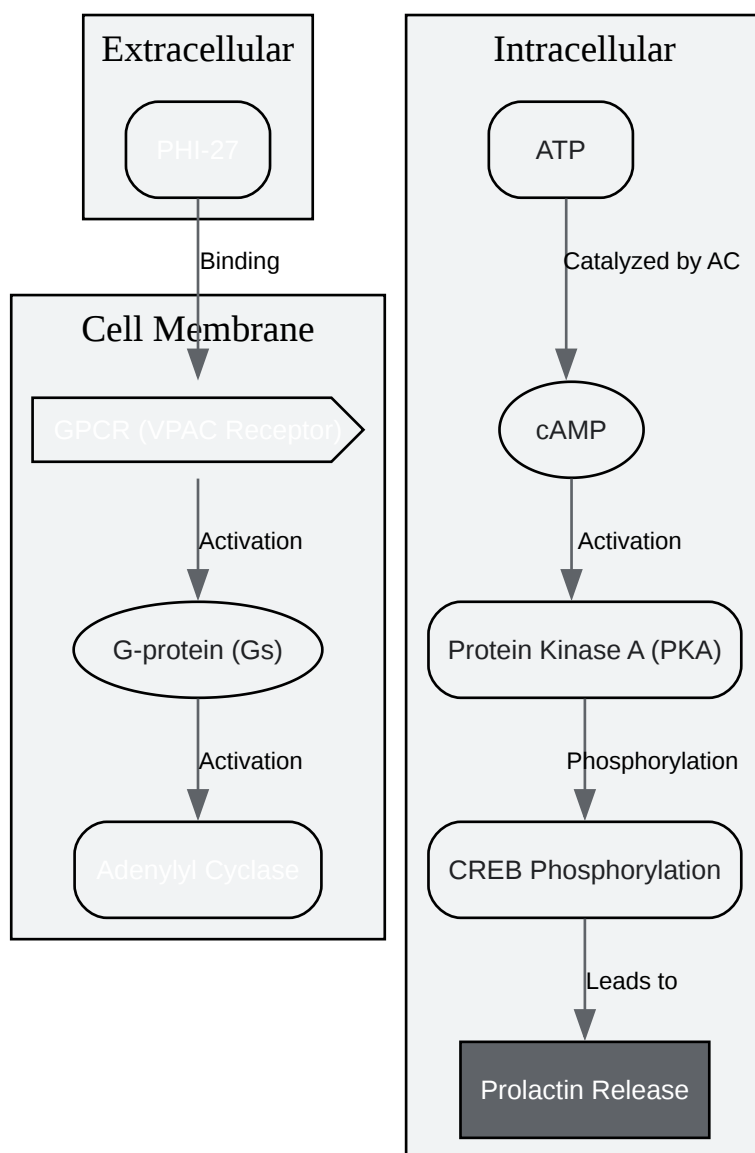 Extracellular
PHI-27
Binding
Cell Membrane
GPCR (VPAC Receptor)
Activation
G-protein (Gs)
Activation
Adenylyl Cyclase
Intracellular
ATP
Catalyzed by AC
cAMP
Activation
Protein Kinase A (PKA)
Phosphorylation
CREB Phosphorylation
Leads to
Prolactin Release